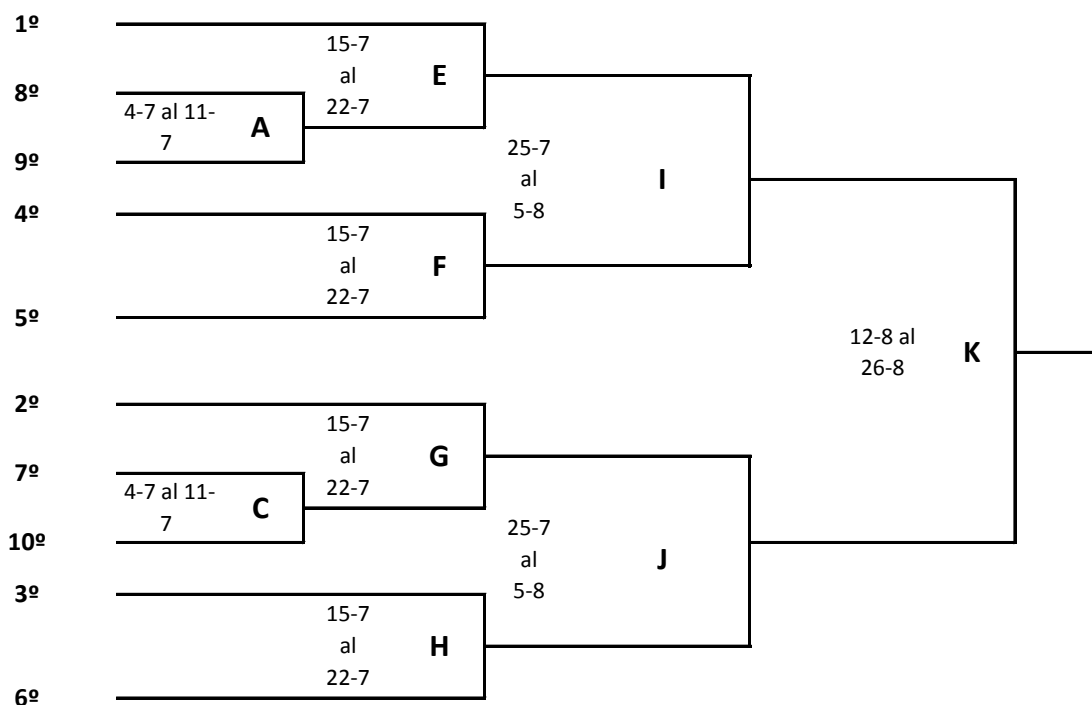 1º
15-7
al
22-7
E
8º
4-7 al 11-
7
A
9º
25-7
al
5-8
I
4º
15-7
al
22-7
F
5º
12-8 al
26-8
K
2º
15-7
al
22-7
G
7º
4-7 al 11-
7
C
10º
25-7
al
5-8
J
3º
15-7
al
22-7
H
6º